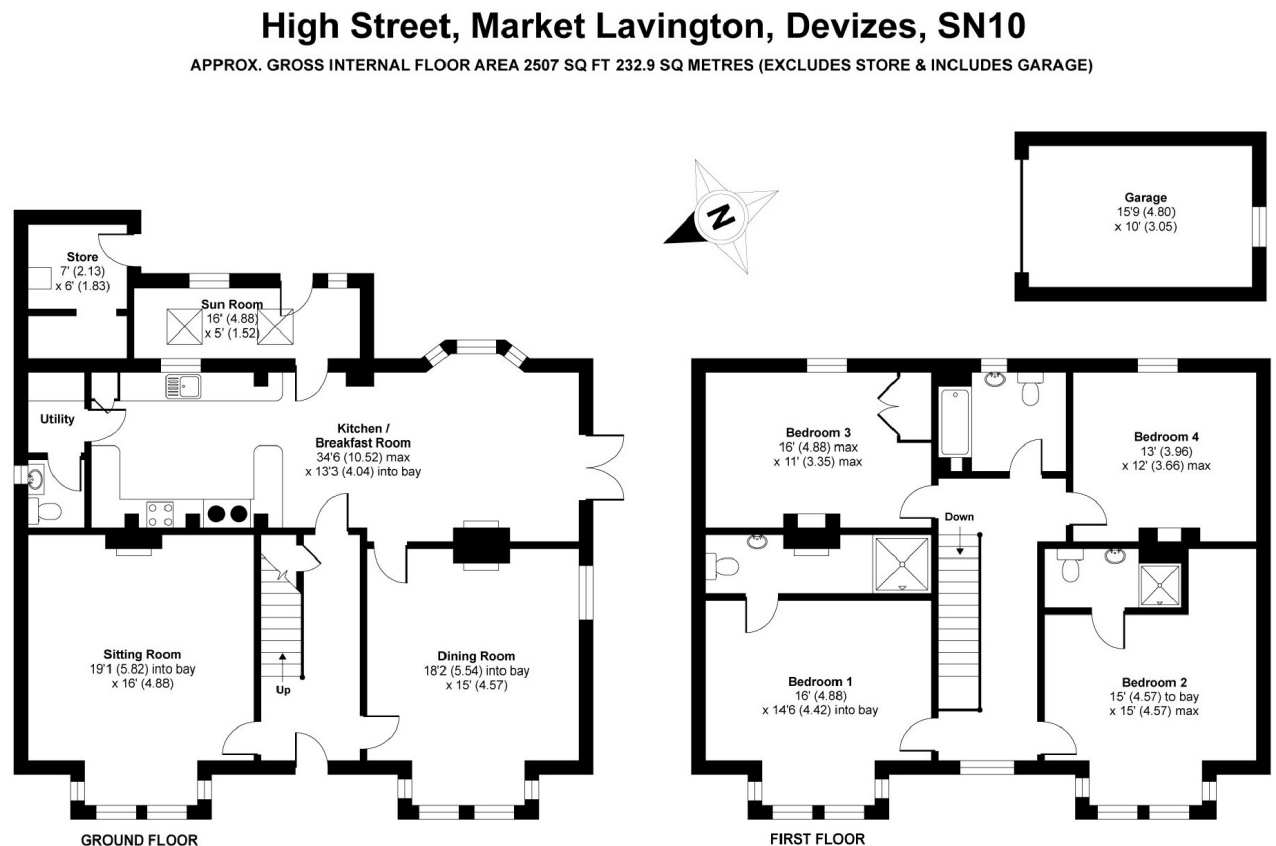 High Street, Market Lavington, Devizes, SN10
APPROX. GROSS INTERNAL FLOOR AREA 2507 SQ FT 232.9 SQ METRES (EXCLUDES STORE & INCLUDES GARAGE)
N
Garage
15'9 (4.80)
x 10' (3.05)
Store
7' (2.13)
x 6' (1.83)
Sun Room
16' (4.88)
x 5' (1.52)
Utility
Kitchen /
Breakfast Room
34'6 (10.52) max
x 13'3 (4.04) into bay
Sitting Room
19'1 (5.82) into bay
x 16' (4.88)
Up
Dining Room
18'2 (5.54) into bay
x 15' (4.57)
GROUND FLOOR
Bedroom 3
16' (4.88) max
x 11' (3.35) max
Bedroom 4
13' (3.96)
x 12' (3.66) max
Down
Bedroom 1
16' (4.88)
x 14'6 (4.42) into bay
Bedroom 2
15' (4.57) to bay
x 15' (4.57) max
FIRST FLOOR